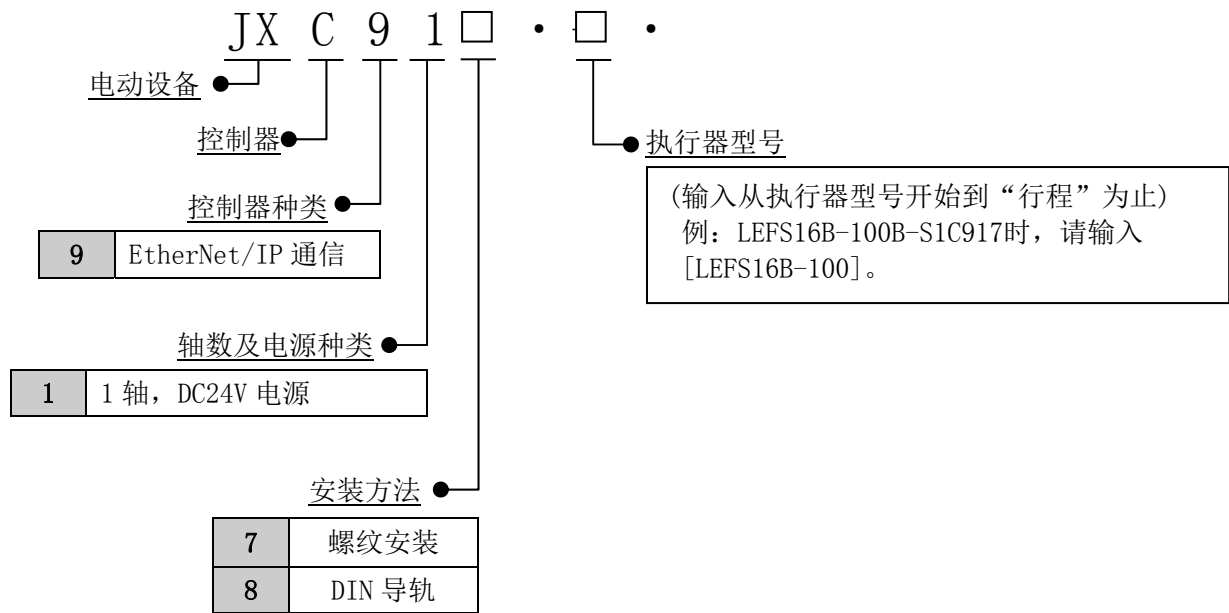 JX C 9 1 □ · □ ·
电动设备
控制器
执行器型号
(输入从执行器型号开始到“行程”为止)
例：LEFS16B-100B-S1C917时，请输入
[LEFS16B-100]。
控制器种类
9 EtherNet/IP 通信
轴数及电源种类
1 1 轴，DC24V 电源
安装方法
7 螺纹安装
8 DIN 导轨